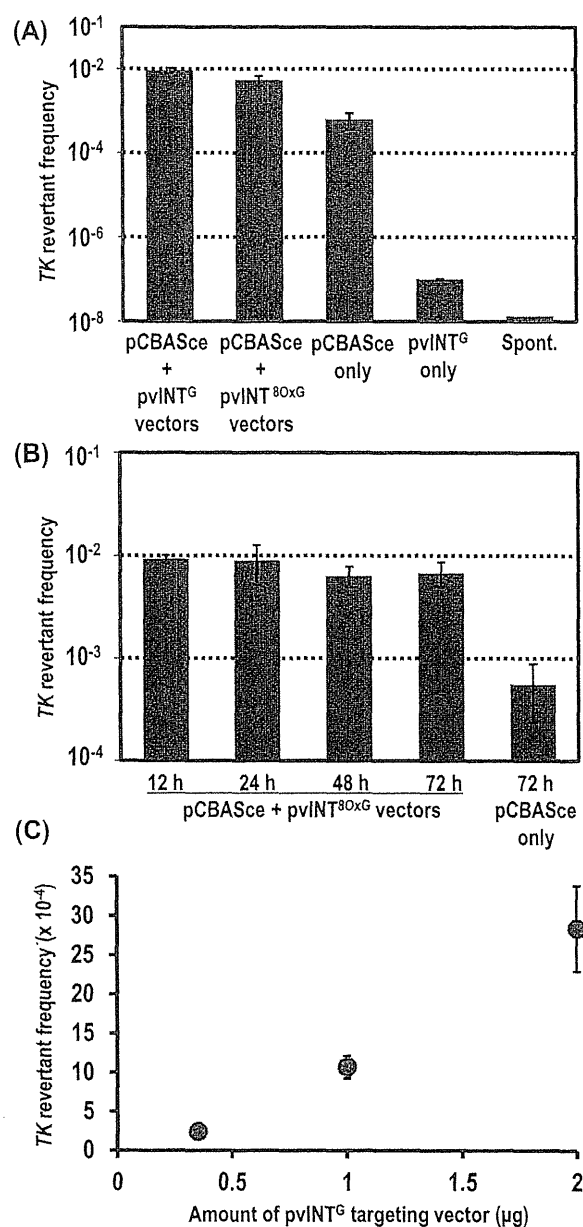 (A)
TK revertant frequency
10-1
10-2
10-4
10-6
10-8
pCBASce + pvINTG vectors
pCBASce + pvINT8OxG vectors
pCBASce only
pvINTG only
Spont.
(B)
TK revertant frequency
10-1
10-2
10-3
10-4
12 h 24 h 48 h 72 h 72 h
pCBASce + pvINT8OxG vectors
pCBASce only
(C)
TK revertant frequency (x 10-4)
35
30
25
20
15
10
5
0
0 0.5 1 1.5 2
Amount of pvINTG targeting vector (µg)